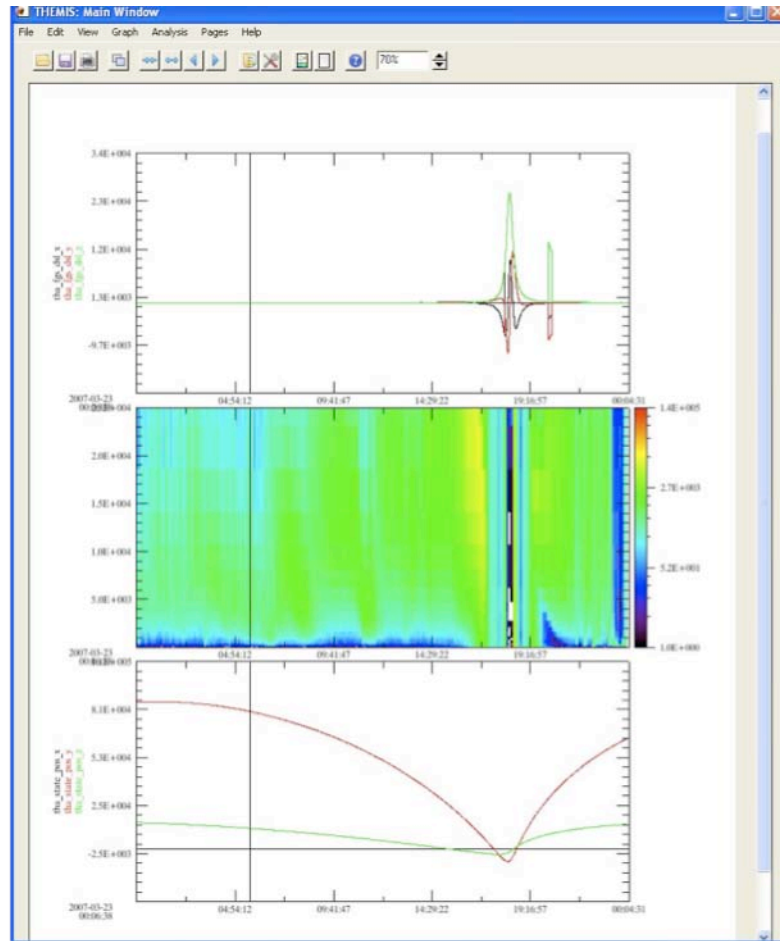 THEMIS: Main Window
File Edit View Graph Analysis Pages Help
70%
3.4E+004
2.3E+004
1.2E+004
1.3E+003
-9.7E+003
tha_fgs_dsl_x
tha_fgs_dsl_y
tha_fgs_dsl_z
2007-03-23
04:54:12 09:41:47 14:29:22 19:16:57 00:04:31
2.0E+004
1.5E+004
1.0E+004
5.0E+003
1.4E+005
2.7E+003
5.2E+001
1.0E+000
2007-03-23
04:54:12 09:41:47 14:29:22 19:16:57 00:04:31
8.1E+004
5.3E+004
2.5E+004
-2.5E+003
tha_state_pos_x
tha_state_pos_y
tha_state_pos_z
2007-03-23
00:06:38
04:54:12 09:41:47 14:29:22 19:16:57 00:04:31